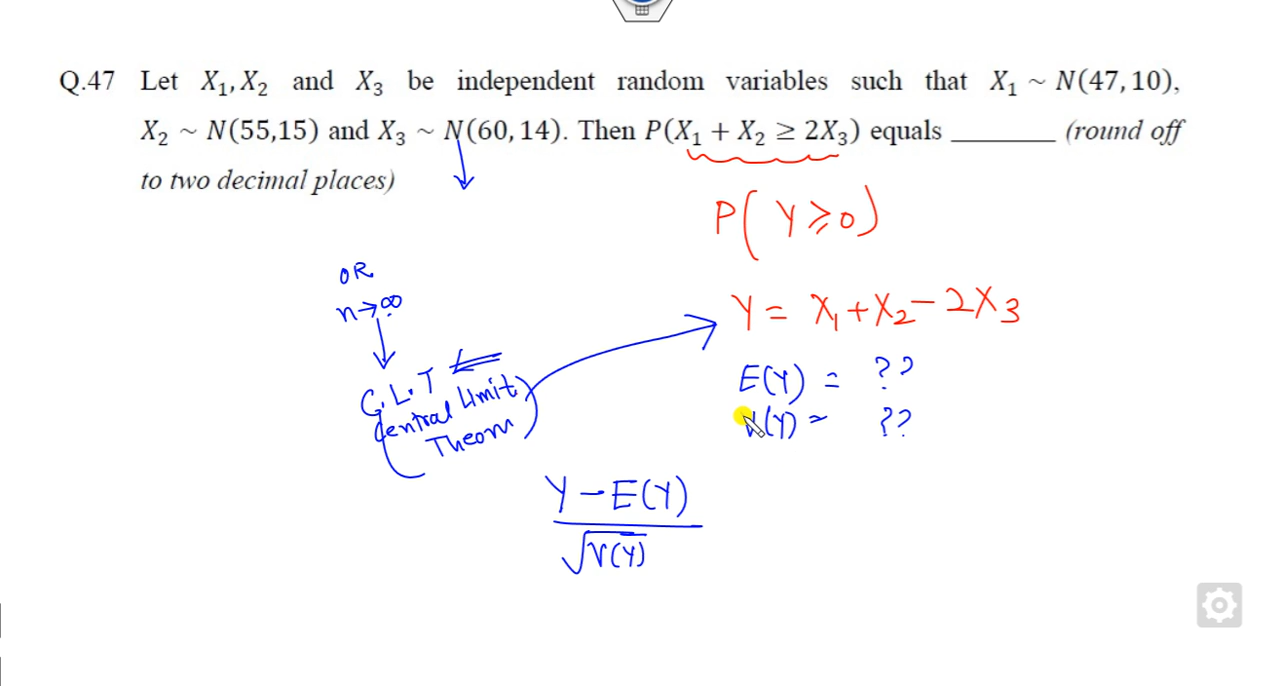 Q.47 Let X₁, X₂ and X₃ be independent random variables such that X₁ ~ N(47, 10),
X₂ ~ N(55,15) and X₃ ~ N(60, 14). Then P(X₁ + X₂ ≥ 2X₃) equals ________ (round off
to two decimal places)
P(Y ≥ 0)
OR
n→∞
Y = X₁+X₂−2X₃
C.L.T
Central Limit
Theorm
E(Y) = ??
V(Y) = ??
Y − E(Y)
√V(Y)